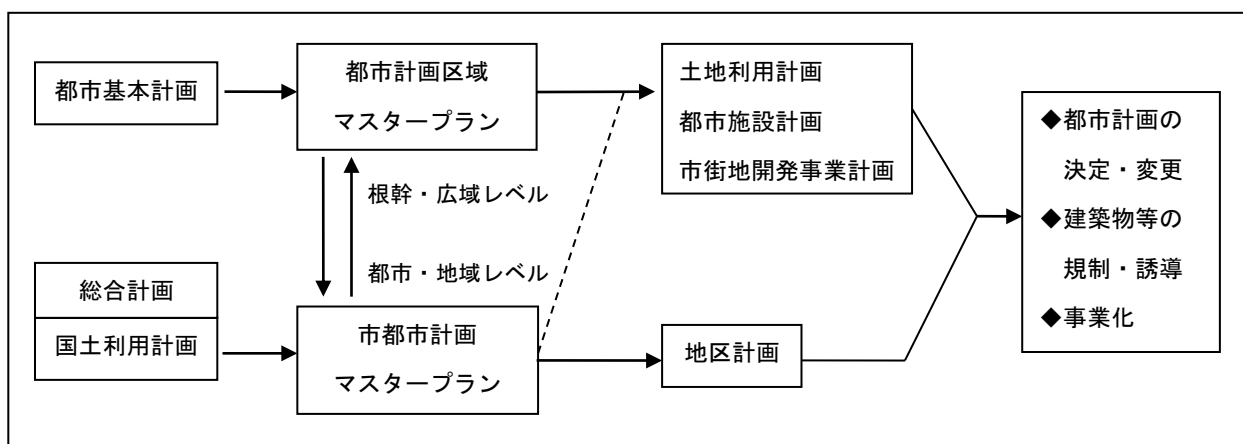 都市基本計画
都市計画区域
マスタープラン
土地利用計画
都市施設計画
市街地開発事業計画
◆都市計画の
決定・変更
◆建築物等の
規制・誘導
◆事業化
根幹・広域レベル
都市・地域レベル
総合計画
国土利用計画
市都市計画
マスタープラン
地区計画